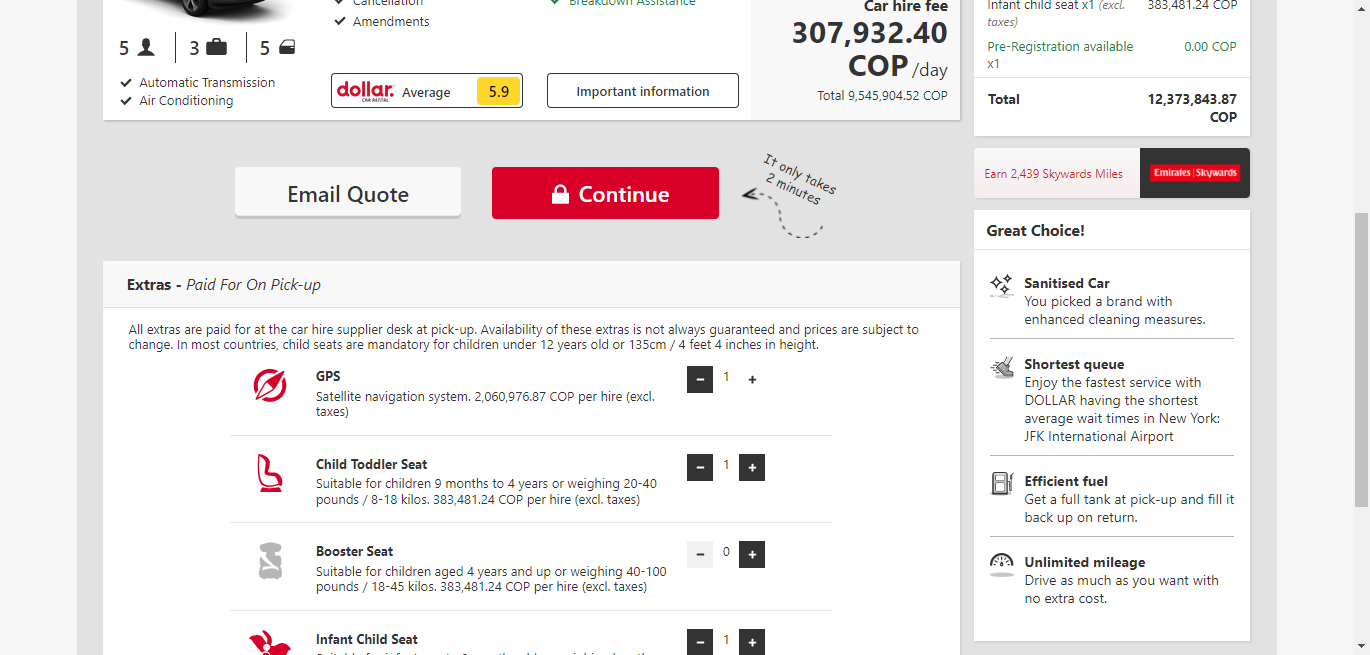 Cancellation
Breakdown Assistance
Amendments
5
3
5
Automatic Transmission
Air Conditioning
dollar.
CAR RENTAL
Average
5.9
Important information
Car hire fee
307,932.40
COP /day
Total 9,545,904.52 COP
Email Quote
Continue
It only takes
2 minutes
Extras - Paid For On Pick-up
All extras are paid for at the car hire supplier desk at pick-up. Availability of these extras is not always guaranteed and prices are subject to
change. In most countries, child seats are mandatory for children under 12 years old or 135cm / 4 feet 4 inches in height.
GPS
Satellite navigation system. 2,060,976.87 COP per hire (excl.
taxes)
− 1 +
Child Toddler Seat
Suitable for children 9 months to 4 years or weighing 20-40
pounds / 8-18 kilos. 383,481.24 COP per hire (excl. taxes)
− 1 +
Booster Seat
Suitable for children aged 4 years and up or weighing 40-100
pounds / 18-45 kilos. 383,481.24 COP per hire (excl. taxes)
− 0 +
Infant Child Seat
− 1 +
Infant child seat x1 (excl. 383,481.24 COP
taxes)
Pre-Registration available 0.00 COP
x1
Total 12,373,843.87
COP
Earn 2,439 Skywards Miles
Emirates | Skywards
Great Choice!
Sanitised Car
You picked a brand with
enhanced cleaning measures.
Shortest queue
Enjoy the fastest service with
DOLLAR having the shortest
average wait times in New York:
JFK International Airport
Efficient fuel
Get a full tank at pick-up and fill it
back up on return.
Unlimited mileage
Drive as much as you want with
no extra cost.